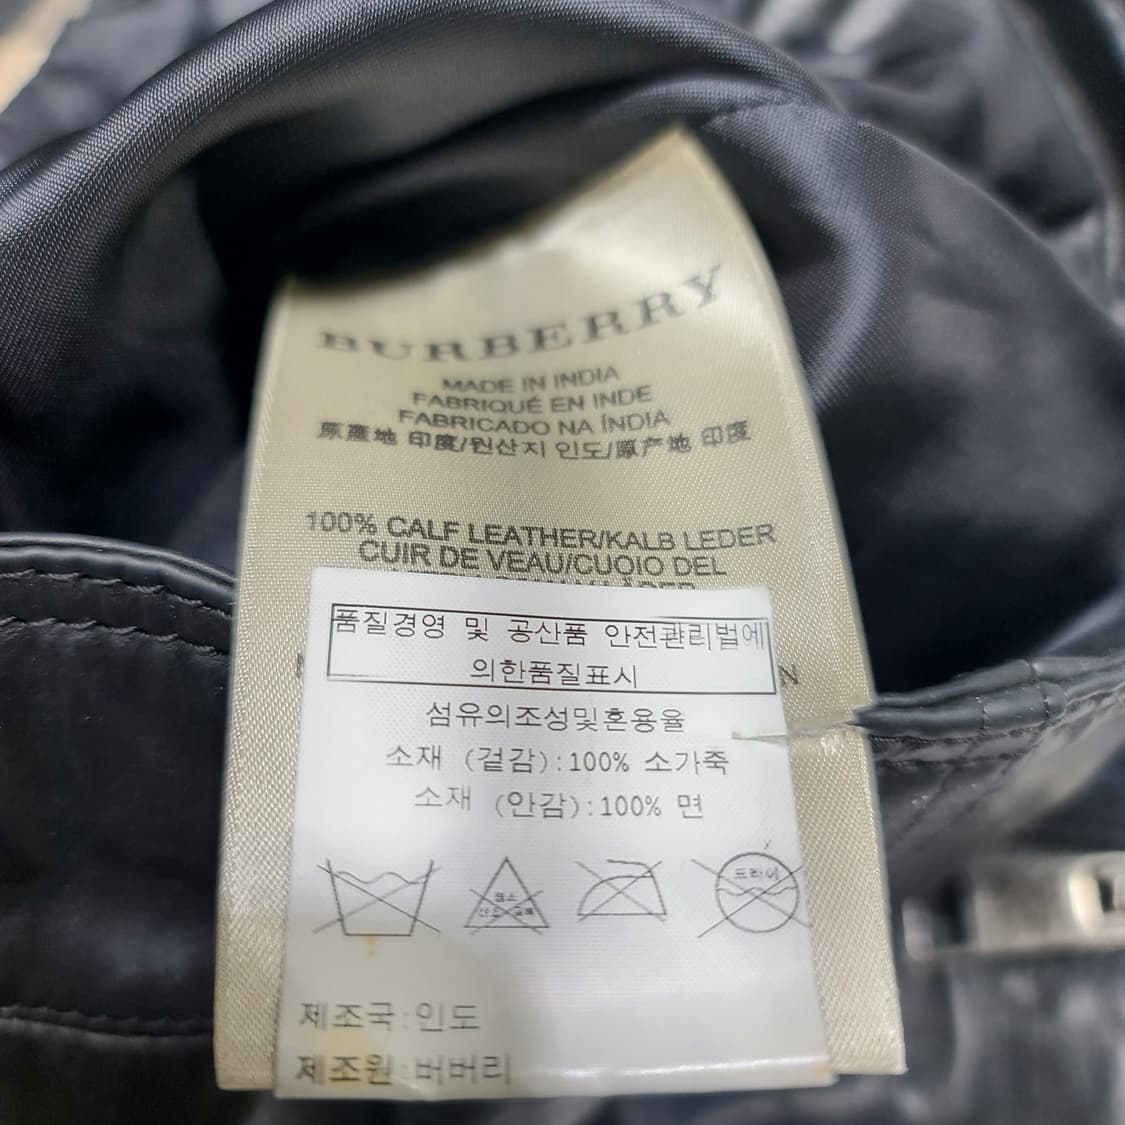 BURBERRY
MADE IN INDIA
FABRIQUÉ EN INDE
FABRICADO NA ÍNDIA
原產地 印度/원산지 인도/原产地 印度
100% CALF LEATHER/KALB LEDER
CUIR DE VEAU/CUOIO DEL
품질경영 및 공산품 안전관리법에
의한품질표시
N
섬유의조성및혼용율
소재 (겉감):100% 소가죽
소재 (안감):100% 면
드라이
제조국:인도
제조원:버버리